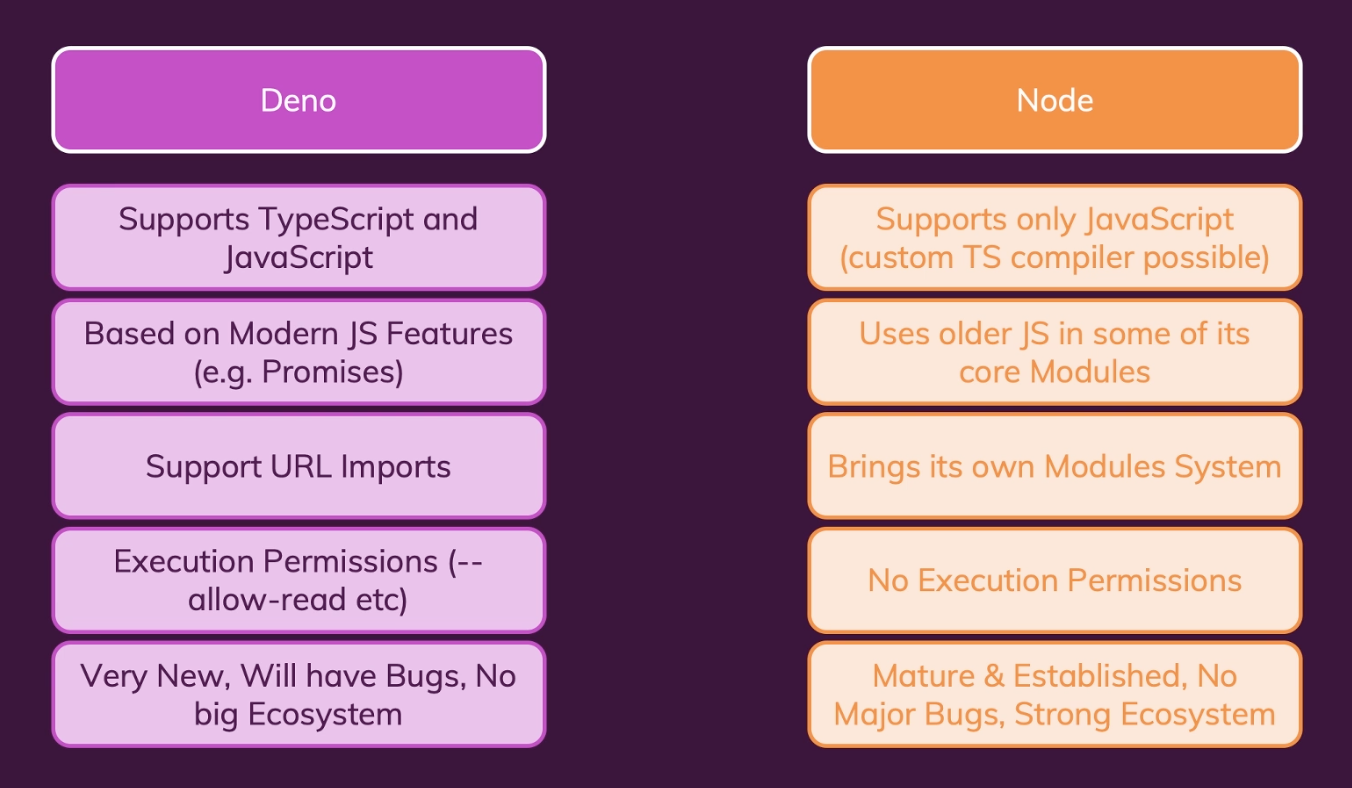 Deno
Supports TypeScript and
JavaScript
Based on Modern JS Features
(e.g. Promises)
Support URL Imports
Execution Permissions (--
allow-read etc)
Very New, Will have Bugs, No
big Ecosystem
Node
Supports only JavaScript
(custom TS compiler possible)
Uses older JS in some of its
core Modules
Brings its own Modules System
No Execution Permissions
Mature & Established, No
Major Bugs, Strong Ecosystem